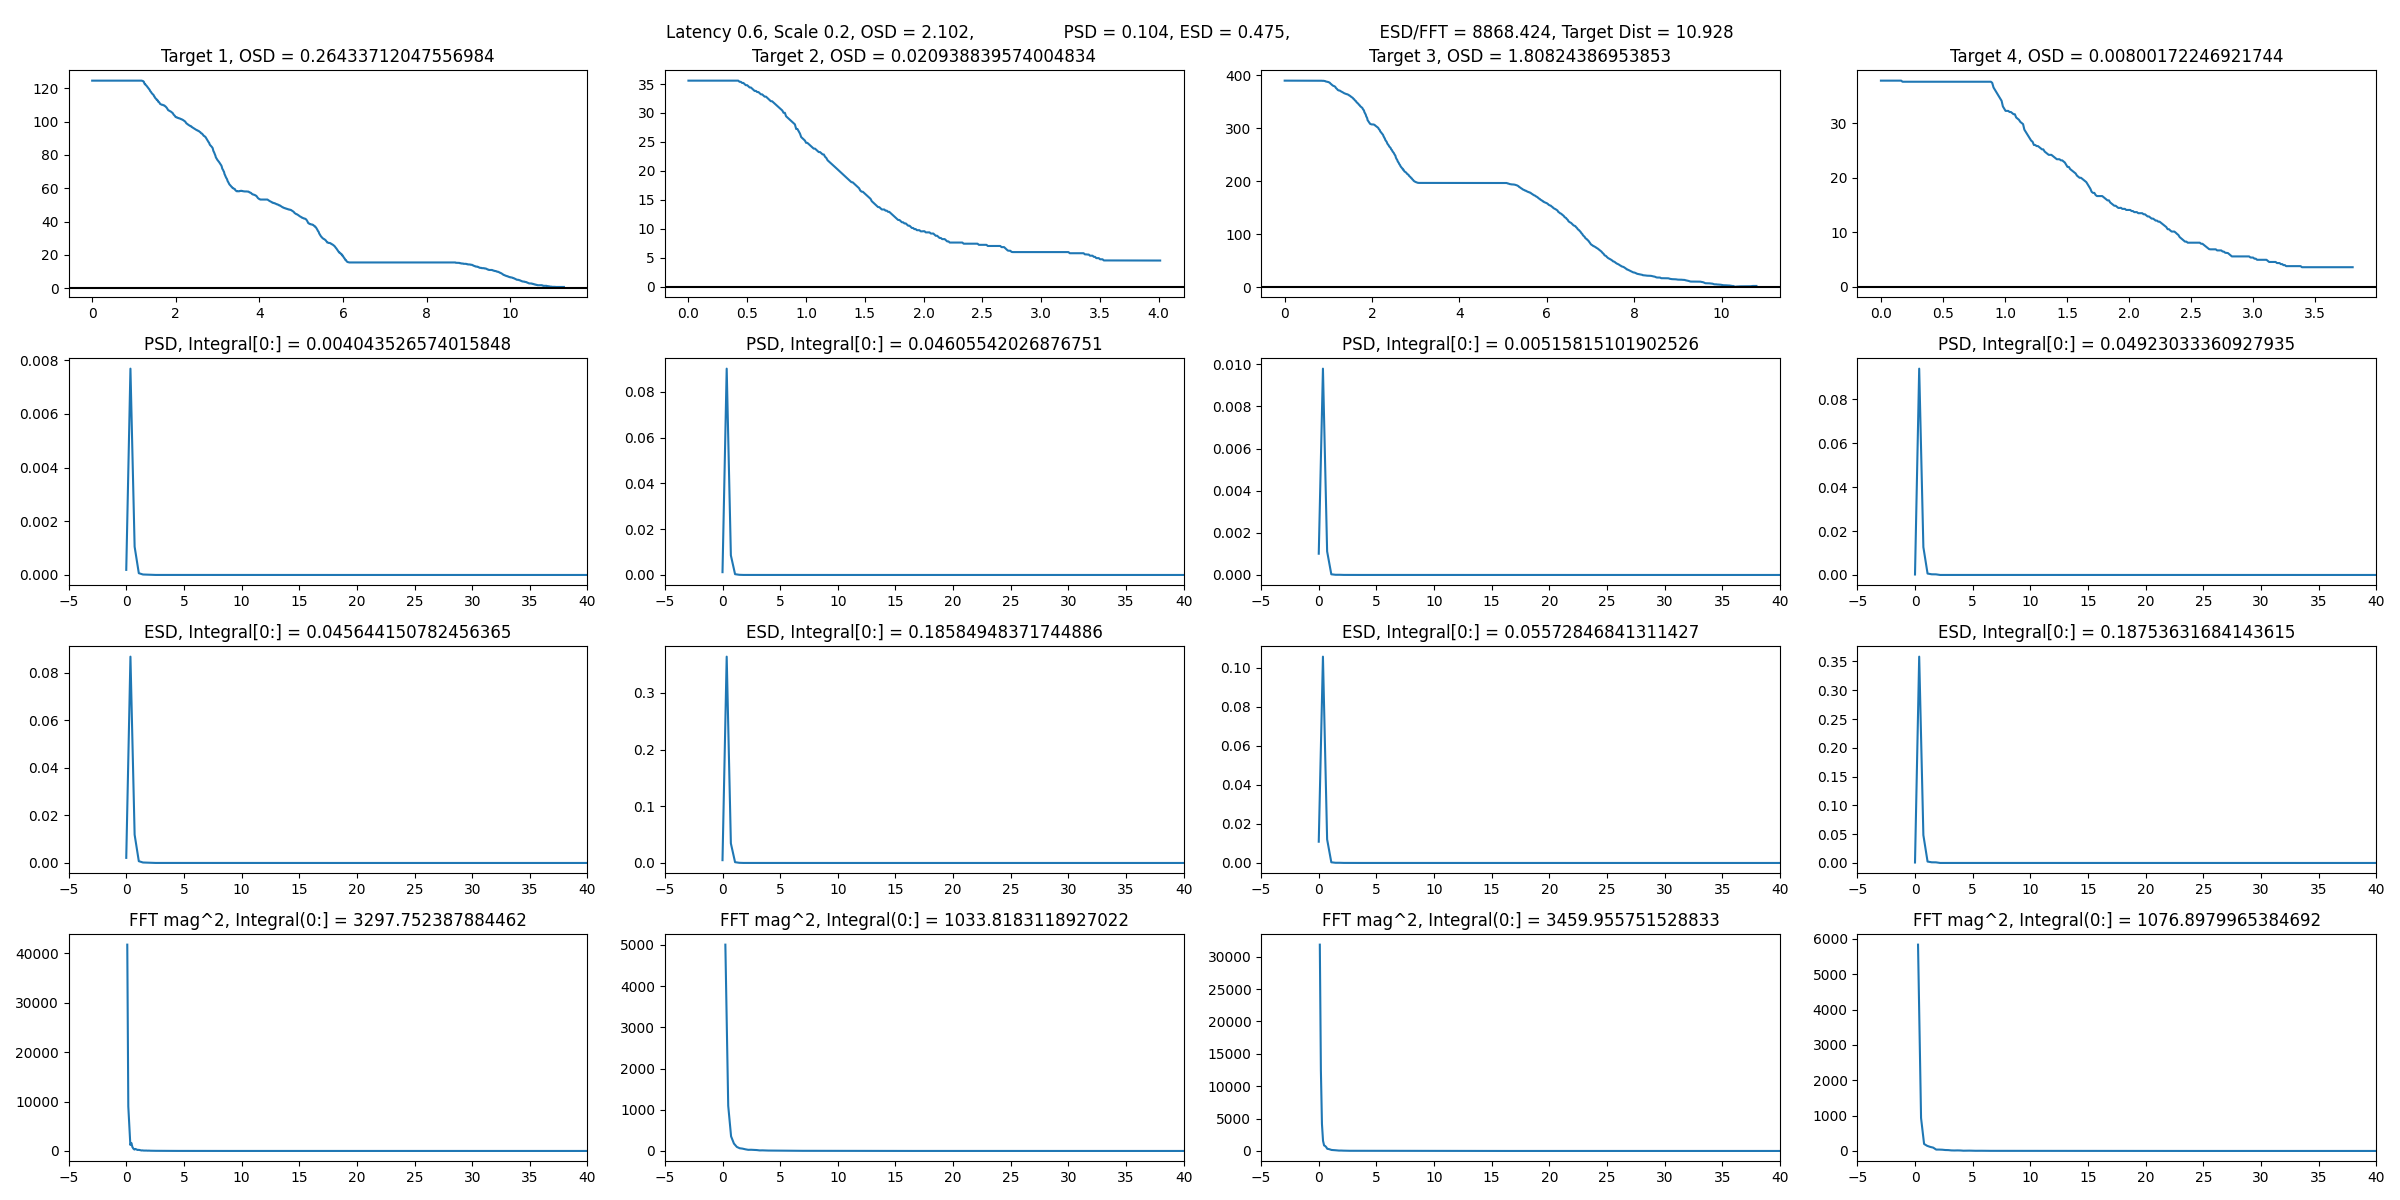 Latency 0.6, Scale 0.2, OSD = 2.102, PSD = 0.104, ESD = 0.475, ESD/FFT = 8868.424, Target Dist = 10.928
Target 1, OSD = 0.26433712047556984
Target 2, OSD = 0.020938839574004834
Target 3, OSD = 1.80824386953853
Target 4, OSD = 0.00800172246921744
120
100
80
60
40
20
0
0 2 4 6 8 10
35
30
25
20
15
10
5
0
0.0 0.5 1.0 1.5 2.0 2.5 3.0 3.5 4.0
400
300
200
100
0
0 2 4 6 8 10
30
20
10
0
0.0 0.5 1.0 1.5 2.0 2.5 3.0 3.5
PSD, Integral[0:] = 0.004043526574015848
PSD, Integral[0:] = 0.04605542026876751
PSD, Integral[0:] = 0.00515815101902526
PSD, Integral[0:] = 0.04923033360927935
0.008
0.006
0.004
0.002
0.000
−5 0 5 10 15 20 25 30 35 40
0.08
0.06
0.04
0.02
0.00
−5 0 5 10 15 20 25 30 35 40
0.010
0.008
0.006
0.004
0.002
0.000
−5 0 5 10 15 20 25 30 35 40
0.08
0.06
0.04
0.02
0.00
−5 0 5 10 15 20 25 30 35 40
ESD, Integral[0:] = 0.045644150782456365
ESD, Integral[0:] = 0.18584948371744886
ESD, Integral[0:] = 0.05572846841311427
ESD, Integral[0:] = 0.18753631684143615
0.08
0.06
0.04
0.02
0.00
−5 0 5 10 15 20 25 30 35 40
0.3
0.2
0.1
0.0
−5 0 5 10 15 20 25 30 35 40
0.10
0.08
0.06
0.04
0.02
0.00
−5 0 5 10 15 20 25 30 35 40
0.35
0.30
0.25
0.20
0.15
0.10
0.05
0.00
−5 0 5 10 15 20 25 30 35 40
FFT mag^2, Integral(0:] = 3297.752387884462
FFT mag^2, Integral(0:] = 1033.8183118927022
FFT mag^2, Integral(0:] = 3459.955751528833
FFT mag^2, Integral(0:] = 1076.8979965384692
40000
30000
20000
10000
0
−5 0 5 10 15 20 25 30 35 40
5000
4000
3000
2000
1000
0
−5 0 5 10 15 20 25 30 35 40
30000
25000
20000
15000
10000
5000
0
−5 0 5 10 15 20 25 30 35 40
6000
5000
4000
3000
2000
1000
0
−5 0 5 10 15 20 25 30 35 40